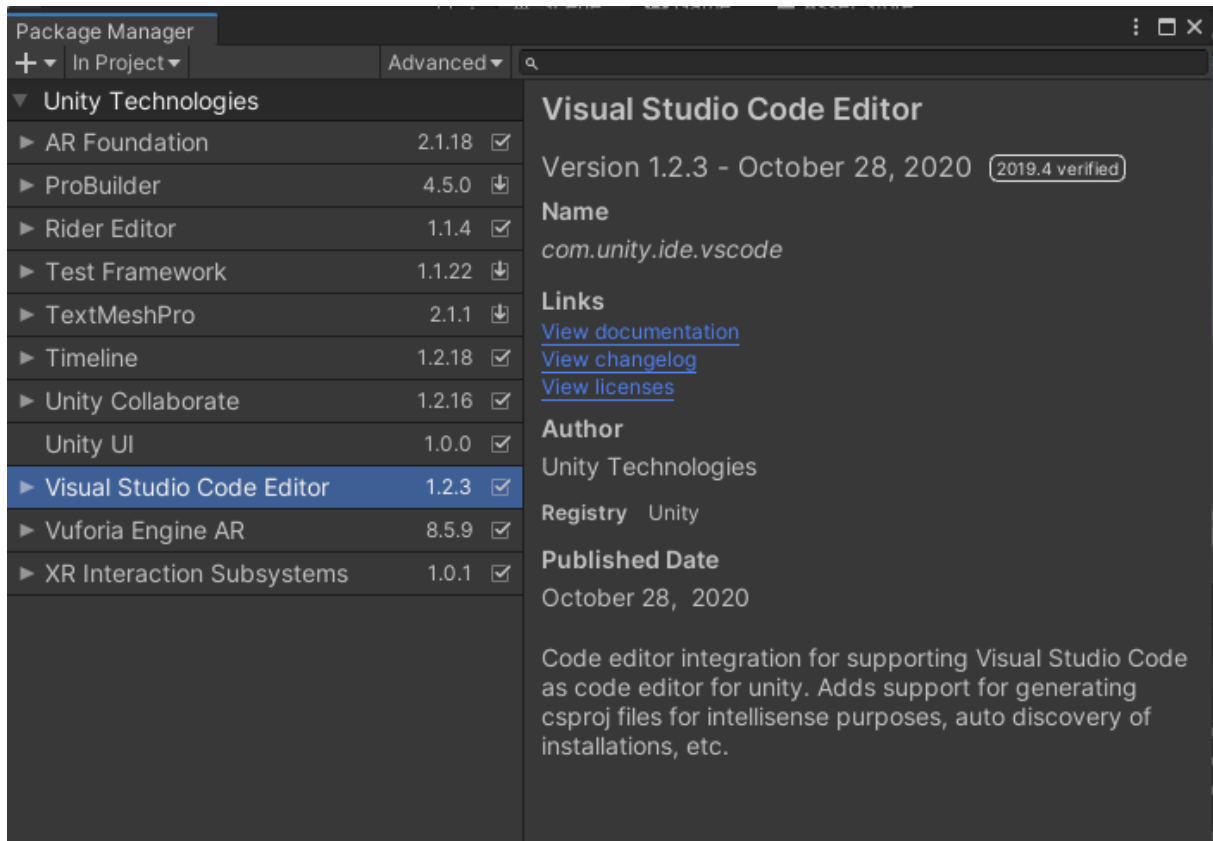 Package Manager
In Project
Advanced
Unity Technologies
AR Foundation 2.1.18
ProBuilder 4.5.0
Rider Editor 1.1.4
Test Framework 1.1.22
TextMeshPro 2.1.1
Timeline 1.2.18
Unity Collaborate 1.2.16
Unity UI 1.0.0
Visual Studio Code Editor 1.2.3
Vuforia Engine AR 8.5.9
XR Interaction Subsystems 1.0.1
Visual Studio Code Editor
Version 1.2.3 - October 28, 2020 2019.4 verified
Name
com.unity.ide.vscode
Links
View documentation
View changelog
View licenses
Author
Unity Technologies
Registry Unity
Published Date
October 28, 2020
Code editor integration for supporting Visual Studio Code
as code editor for unity. Adds support for generating
csproj files for intellisense purposes, auto discovery of
installations, etc.